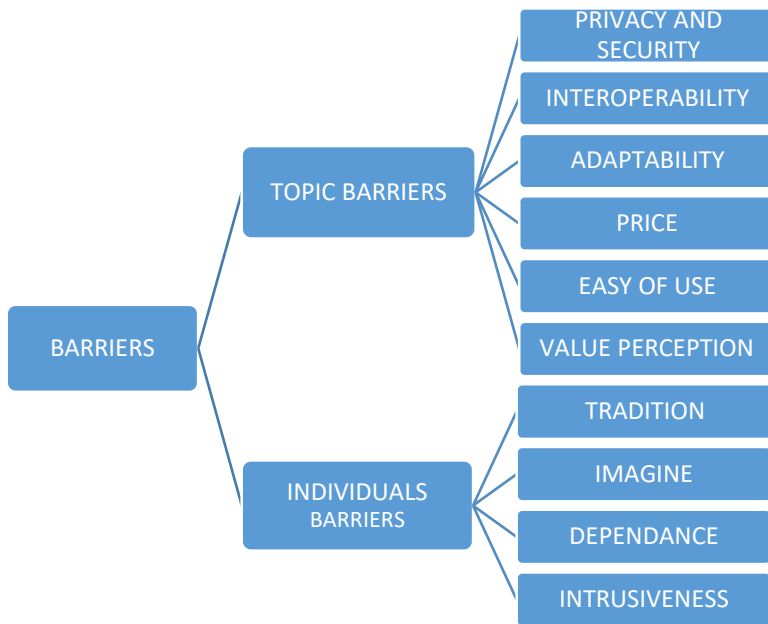 PRIVACY AND
SECURITY
INTEROPERABILITY
ADAPTABILITY
TOPIC BARRIERS
PRICE
EASY OF USE
BARRIERS
VALUE PERCEPTION
TRADITION
IMAGINE
INDIVIDUALS
BARRIERS
DEPENDANCE
INTRUSIVENESS